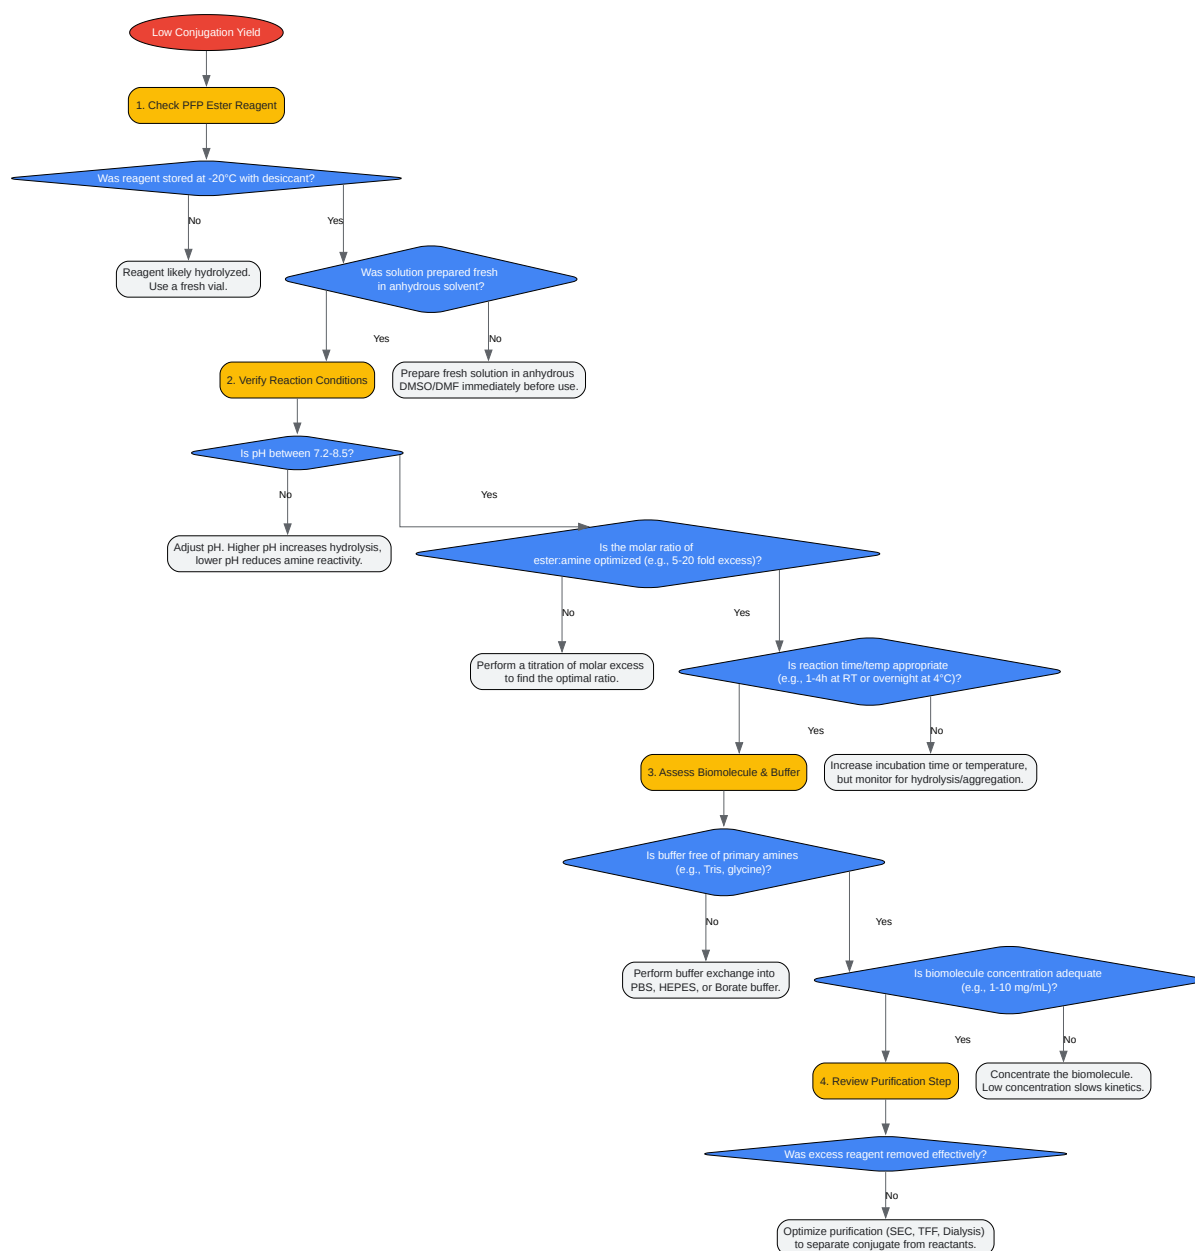 Low Conjugation Yield
1. Check PFP Ester Reagent
Was reagent stored at -20°C with desiccant?
No
Yes
Reagent likely hydrolyzed.
Use a fresh vial.
Was solution prepared fresh
in anhydrous solvent?
Yes
No
2. Verify Reaction Conditions
Prepare fresh solution in anhydrous
DMSO/DMF immediately before use.
Is pH between 7.2-8.5?
No
Yes
Adjust pH. Higher pH increases hydrolysis,
lower pH reduces amine reactivity.
Is the molar ratio of
ester:amine optimized (e.g., 5-20 fold excess)?
No
Yes
Perform a titration of molar excess
to find the optimal ratio.
Is reaction time/temp appropriate
(e.g., 1-4h at RT or overnight at 4°C)?
Yes
No
3. Assess Biomolecule & Buffer
Increase incubation time or temperature,
but monitor for hydrolysis/aggregation.
Is buffer free of primary amines
(e.g., Tris, glycine)?
No
Yes
Perform buffer exchange into
PBS, HEPES, or Borate buffer.
Is biomolecule concentration adequate
(e.g., 1-10 mg/mL)?
Yes
No
4. Review Purification Step
Concentrate the biomolecule.
Low concentration slows kinetics.
Was excess reagent removed effectively?
No
Optimize purification (SEC, TFF, Dialysis)
to separate conjugate from reactants.